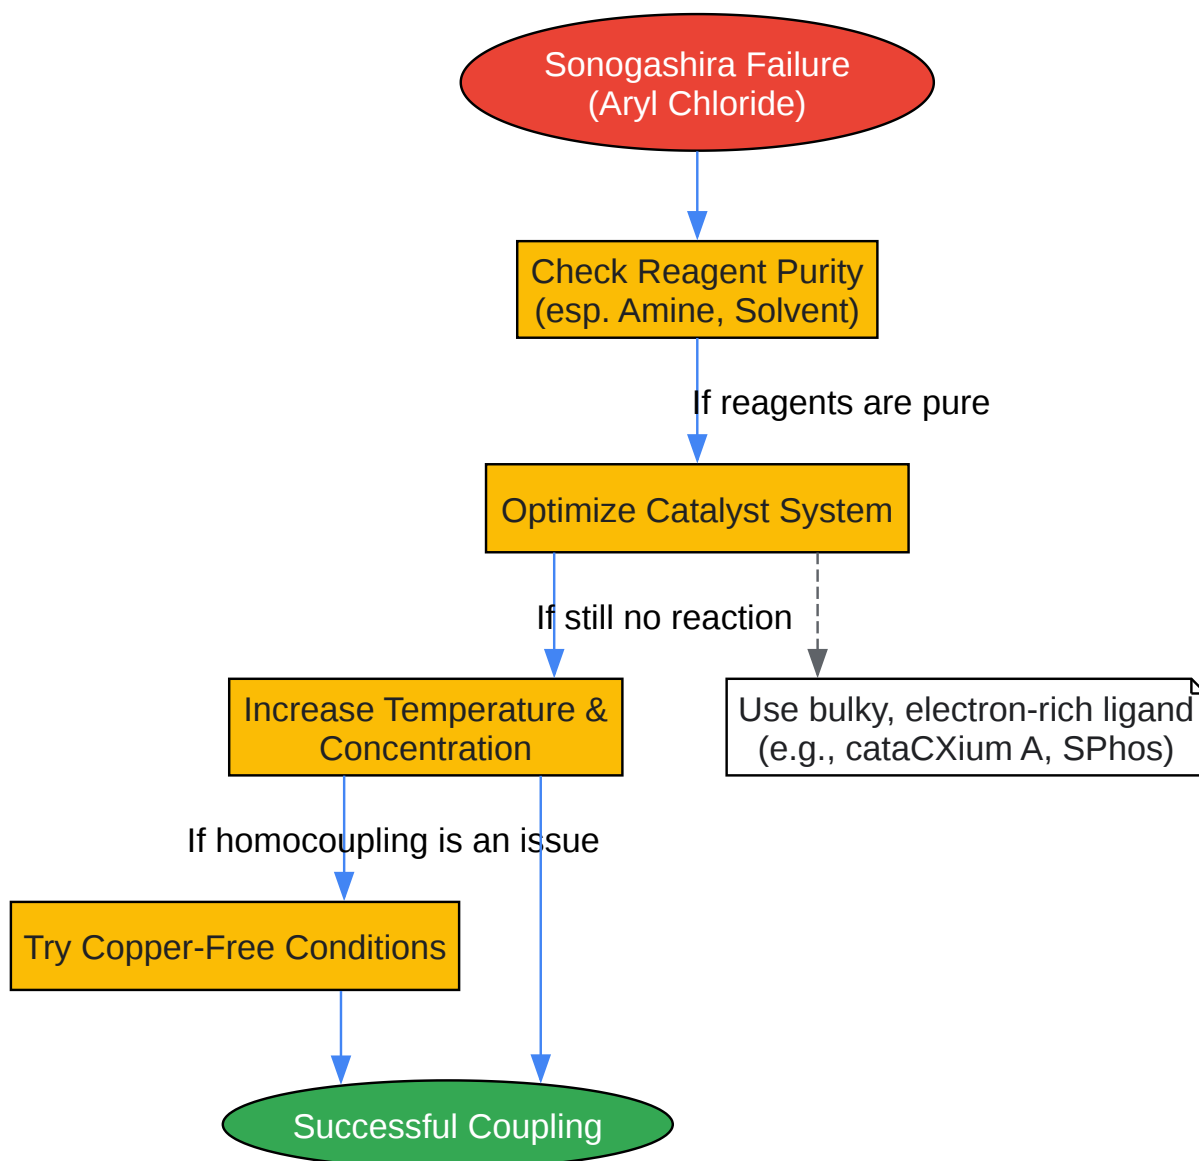 Sonogashira Failure
(Aryl Chloride)
Check Reagent Purity
(esp. Amine, Solvent)
If reagents are pure
Optimize Catalyst System
If still no reaction
Increase Temperature &
Concentration
Use bulky, electron-rich ligand
(e.g., cataCXium A, SPhos)
If homocoupling is an issue
Try Copper-Free Conditions
Successful Coupling